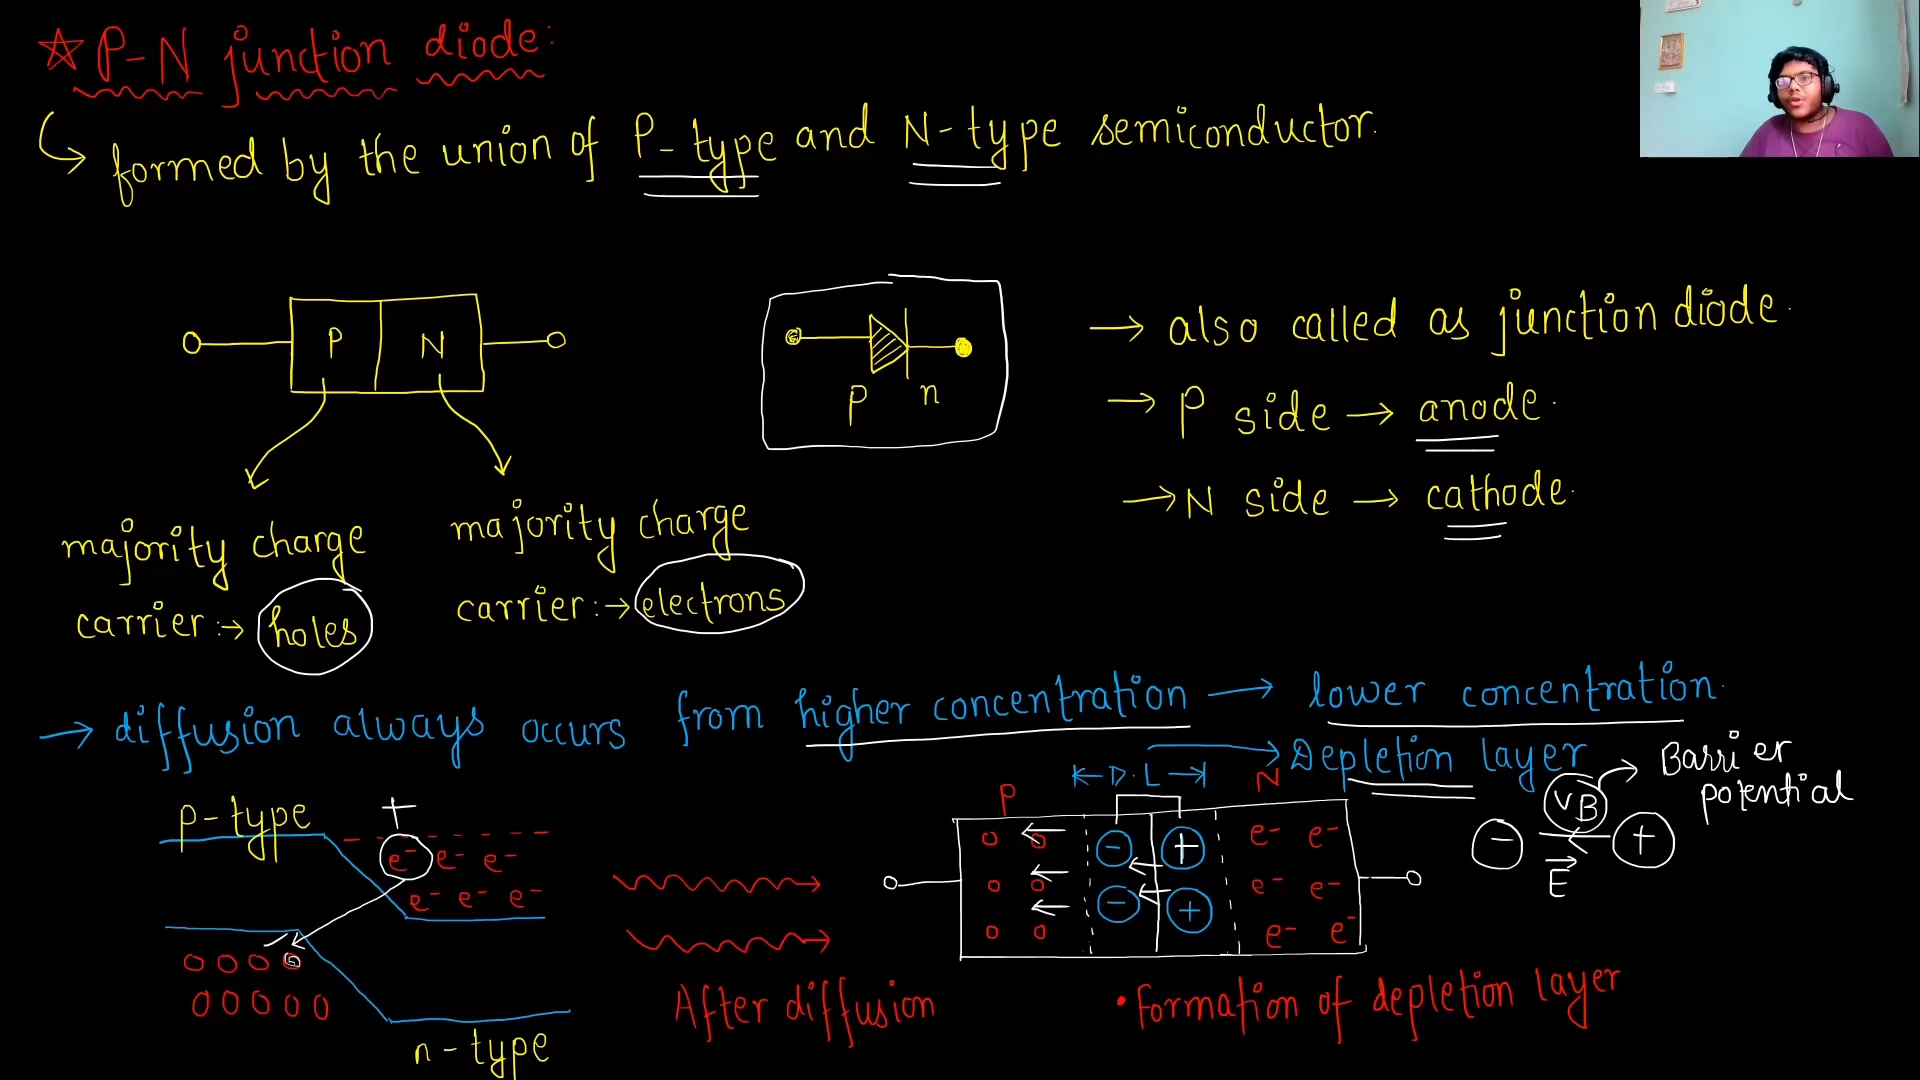 ☆ P-N junction diode:
↳ formed by the union of P-type and N-type semiconductor.
P N
P n
→ also called as junction diode.
→ P side → anode.
→ N side → cathode.
majority charge
carrier :→ holes
majority charge
carrier :→ electrons
→ diffusion always occurs from higher concentration → lower concentration.
← D.L → → Depletion layer
VB → Barrier
potential
− + 
E
p-type
+
- - - - - - -
e- e- e-
e- e- e-
o o o o
o o o o o
n-type
After diffusion
P N
o o − + e- e-
o o − + e- e-
o o e- e-
• Formation of depletion layer